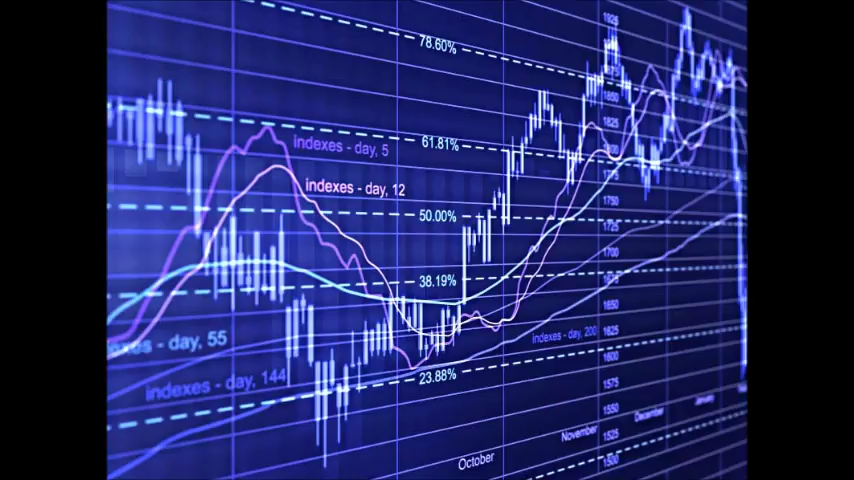 78.60%
61.81%
indexes - day, 5
indexes - day, 12
50.00%
38.19%
indexes - day, 200
day, 55
indexes - day, 144
23.88%
1925
1850
1825
1800
1775
1750
1725
1700
1675
1650
1625
1600
1575
1550
1525
1500
October
November
December
January